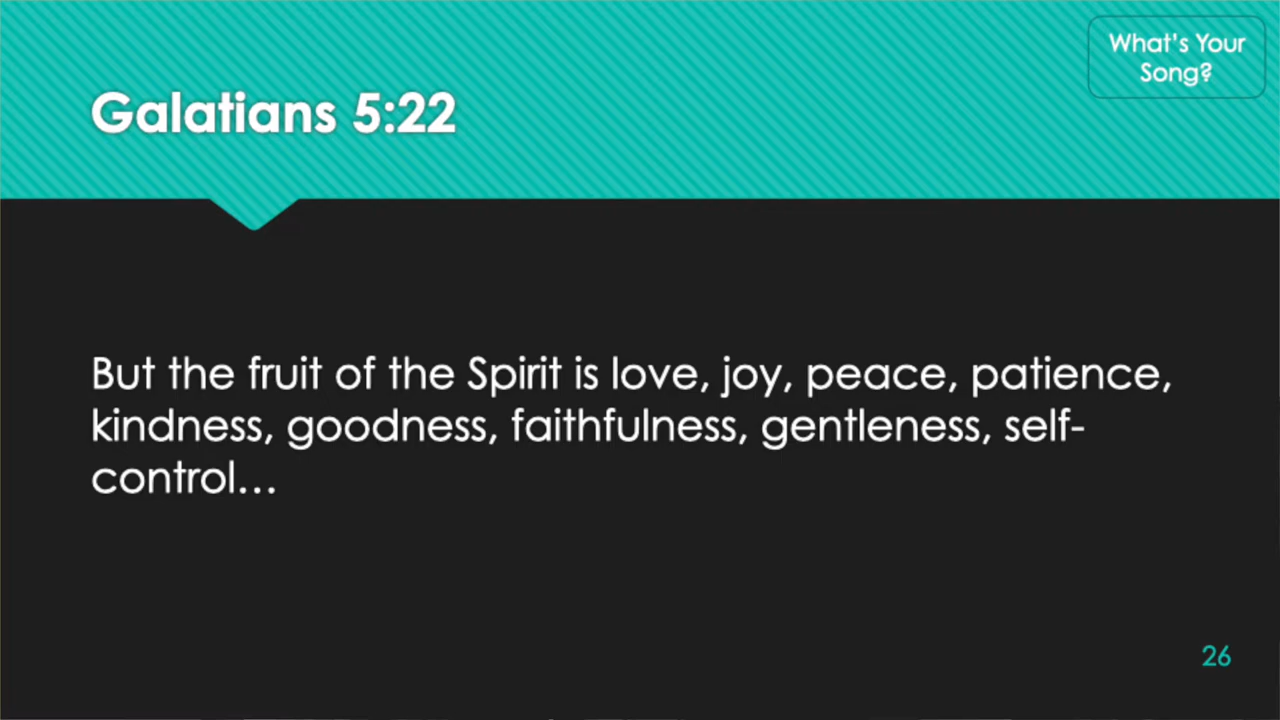 What's Your
Song?
Galatians 5:22
But the fruit of the Spirit is love, joy, peace, patience,
kindness, goodness, faithfulness, gentleness, self-
control...
26